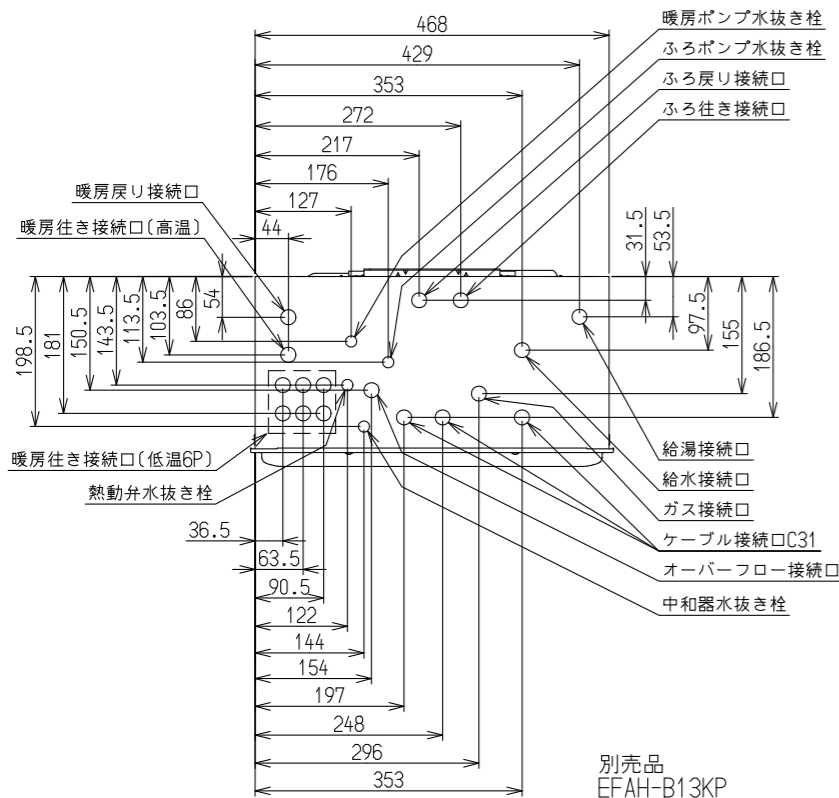 468
429
353
272
217
176
127
44
暖房ポンプ水抜き栓
ふろポンプ水抜き栓
ふろ戻り接続口
ふろ往き接続口
暖房戻り接続口
暖房往き接続口(高温)
198.5
181
150.5
143.5
113.5
103.5
86
54
31.5
53.5
97.5
155
186.5
暖房往き接続口(低温6P)
熱動弁水抜き栓
給湯接続口
給水接続口
ガス接続口
ケーブル接続口C31
オーバーフロー接続口
中和器水抜き栓
36.5
63.5
90.5
122
144
154
197
248
296
353
別売品
EFAH-B13KP